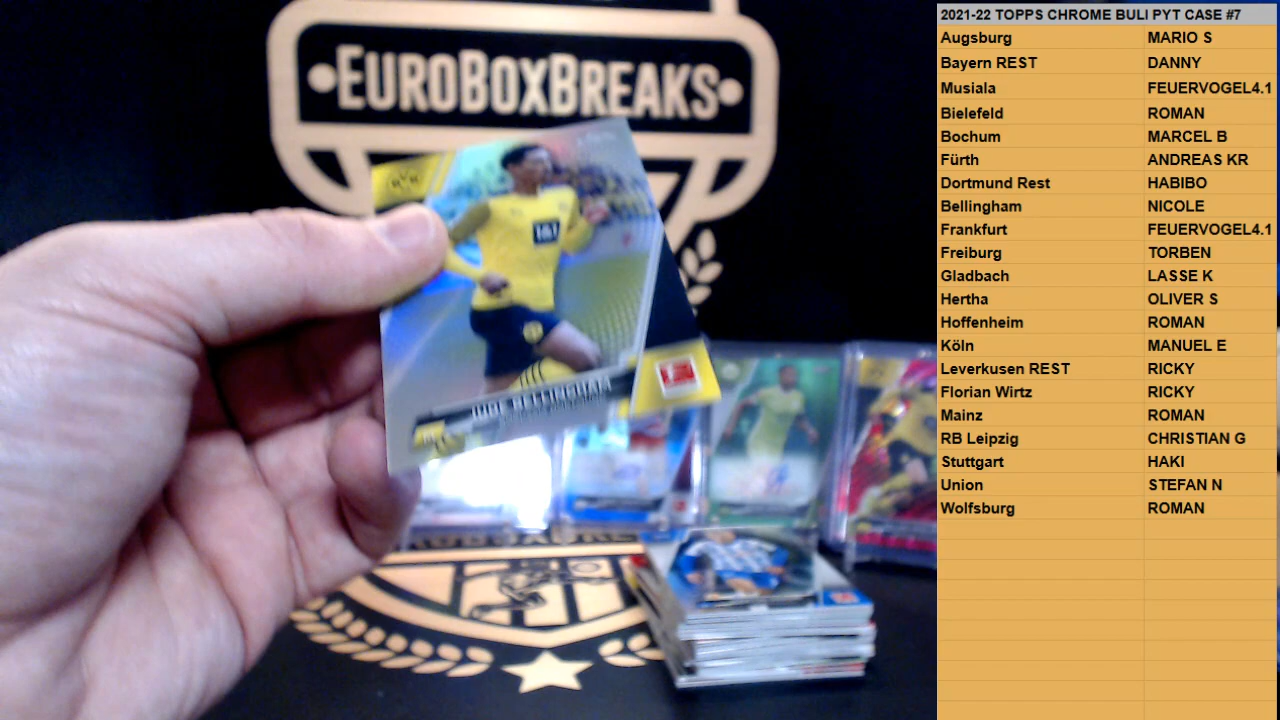 EUROBOXBREAKS
JUDE BELLINGHAM
2021-22 TOPPS CHROME BULI PYT CASE #7
Augsburg MARIO S
Bayern REST DANNY
Musiala FEUERVOGEL4.1
Bielefeld ROMAN
Bochum MARCEL B
Fürth ANDREAS KR
Dortmund Rest HABIBO
Bellingham NICOLE
Frankfurt FEUERVOGEL4.1
Freiburg TORBEN
Gladbach LASSE K
Hertha OLIVER S
Hoffenheim ROMAN
Köln MANUEL E
Leverkusen REST RICKY
Florian Wirtz RICKY
Mainz ROMAN
RB Leipzig CHRISTIAN G
Stuttgart HAKI
Union STEFAN N
Wolfsburg ROMAN